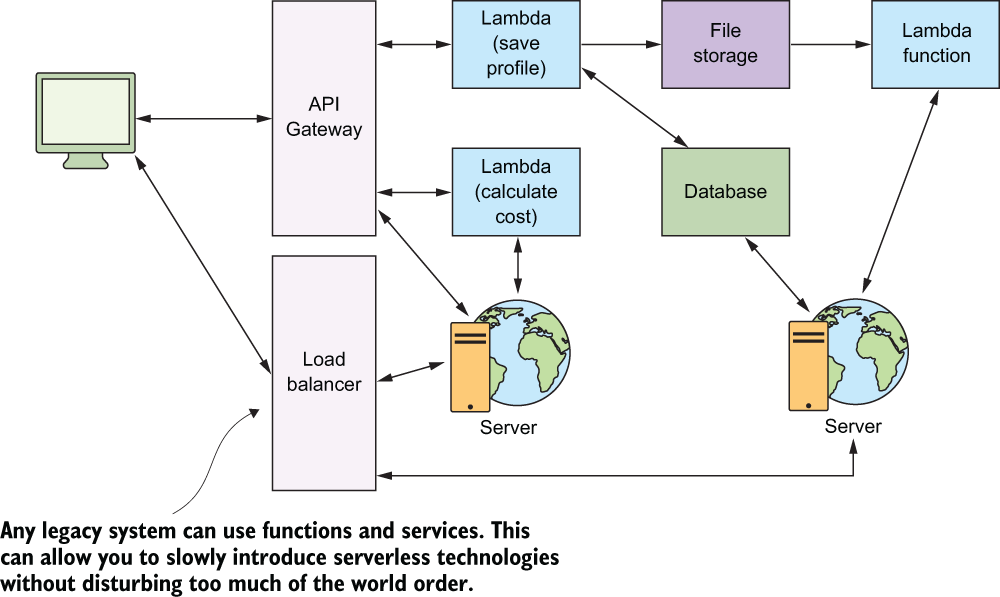 Lambda
(save
profile)
File
storage
Lambda
function
API
Gateway
Lambda
(calculate
cost)
Database
Load
balancer
Server
Server
Any legacy system can use functions and services. This
can allow you to slowly introduce serverless technologies
without disturbing too much of the world order.